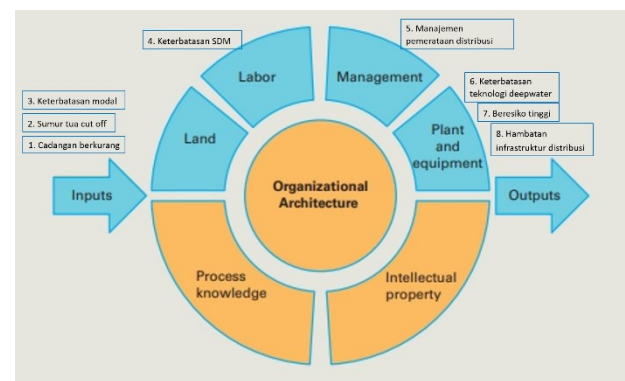 4. Keterbatasan SDM
5. Manajemen
pemerataan distribusi
Labor
Management
6. Keterbatasan
teknologi deepwater
3. Keterbatasan modal
7. Beresiko tinggi
2. Sumur tua cut off
8. Hambatan
infrastruktur distribusi
1. Cadangan berkurang
Land
Plant
and
equipment
Inputs
Organizational
Architecture
Outputs
Process
knowledge
Intellectual
property